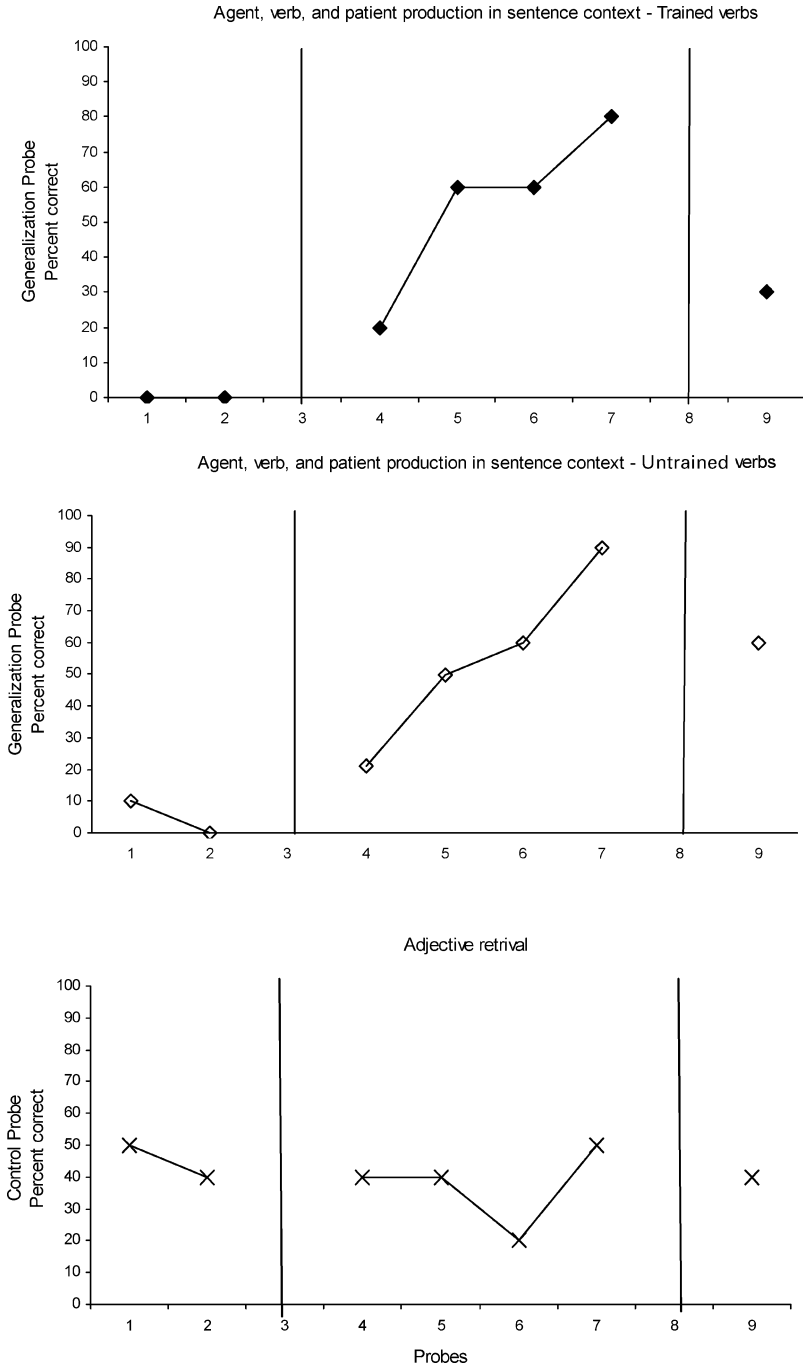 Agent, verb, and patient production in sentence context - Trained verbs
Generalization Probe
Percent correct
100
90
80
70
60
50
40
30
20
10
0
1 2 3 4 5 6 7 8 9
Agent, verb, and patient production in sentence context - Untrained verbs
Generalization Probe
Percent correct
100
90
80
70
60
50
40
30
20
10
0
1 2 3 4 5 6 7 8 9
Adjective retrival
Control Probe
Percent correct
100
90
80
70
60
50
40
30
20
10
0
1 2 3 4 5 6 7 8 9
Probes